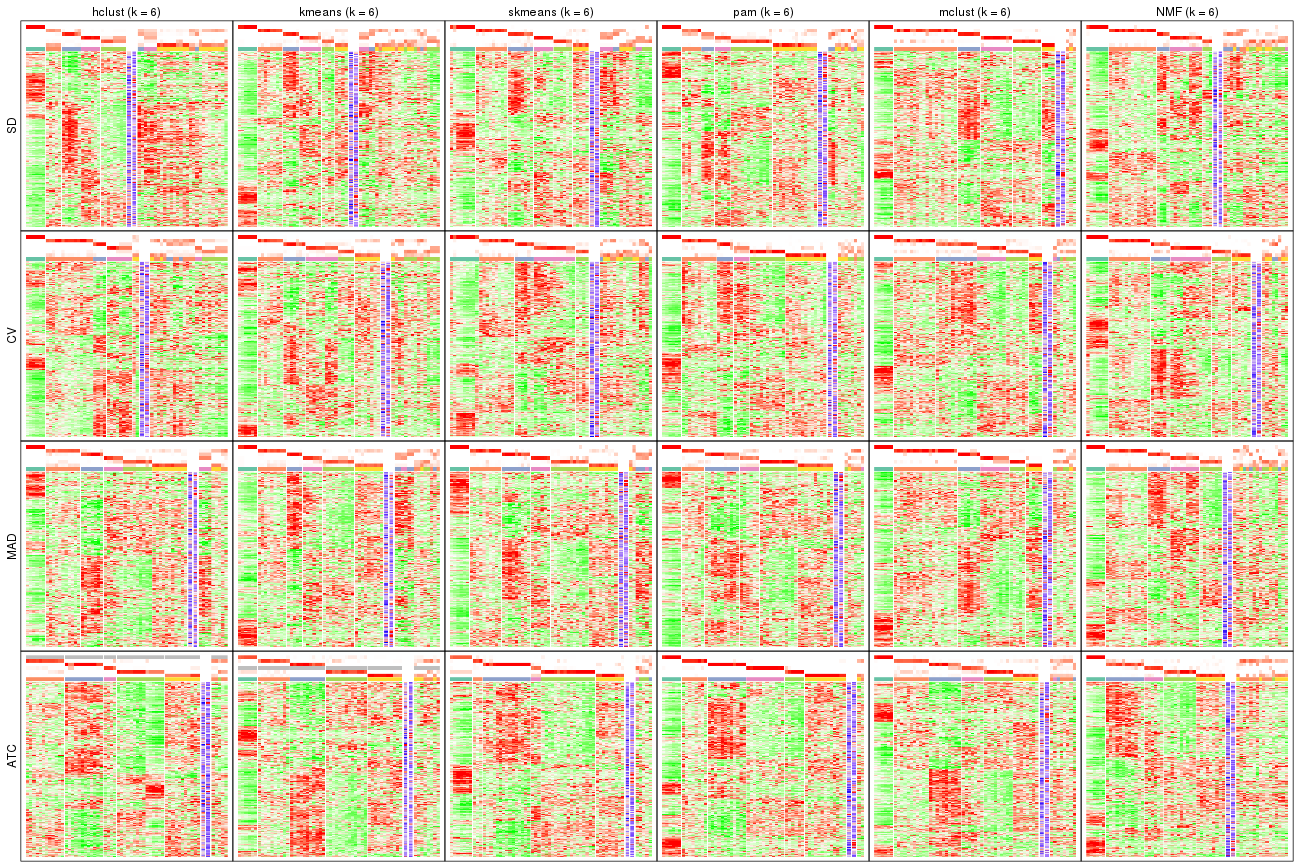 hclust (k = 6) kmeans (k = 6) skmeans (k = 6) pam (k = 6) mclust (k = 6) NMF (k = 6)
SD
CV
MAD
ATC